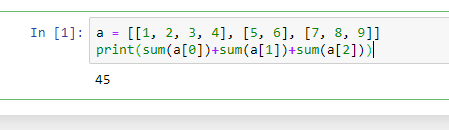 In [1]: a = [[1, 2, 3, 4], [5, 6], [7, 8, 9]]
print(sum(a[0])+sum(a[1])+sum(a[2]))
45